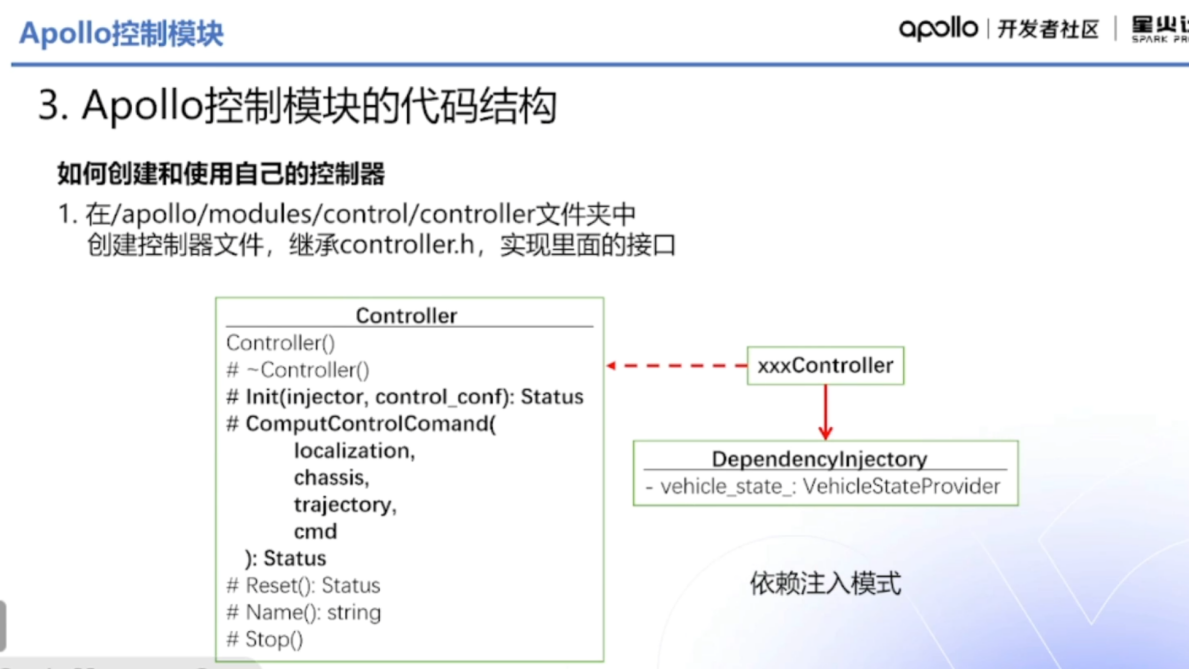 Apollo控制模块
apollo 开发者社区
3. Apollo控制模块的代码结构
如何创建和使用自己的控制器
1. 在/apollo/modules/control/controller文件夹中
创建控制器文件，继承controller.h，实现里面的接口
Controller
Controller()
# ~Controller()
# Init(injector, control_conf): Status
# ComputControlComand(
localization,
chassis,
trajectory,
cmd
): Status
# Reset(): Status
# Name(): string
# Stop()
xxxController
DependencyInjectory
- vehicle_state_: VehicleStateProvider
依赖注入模式
星火
SPARK